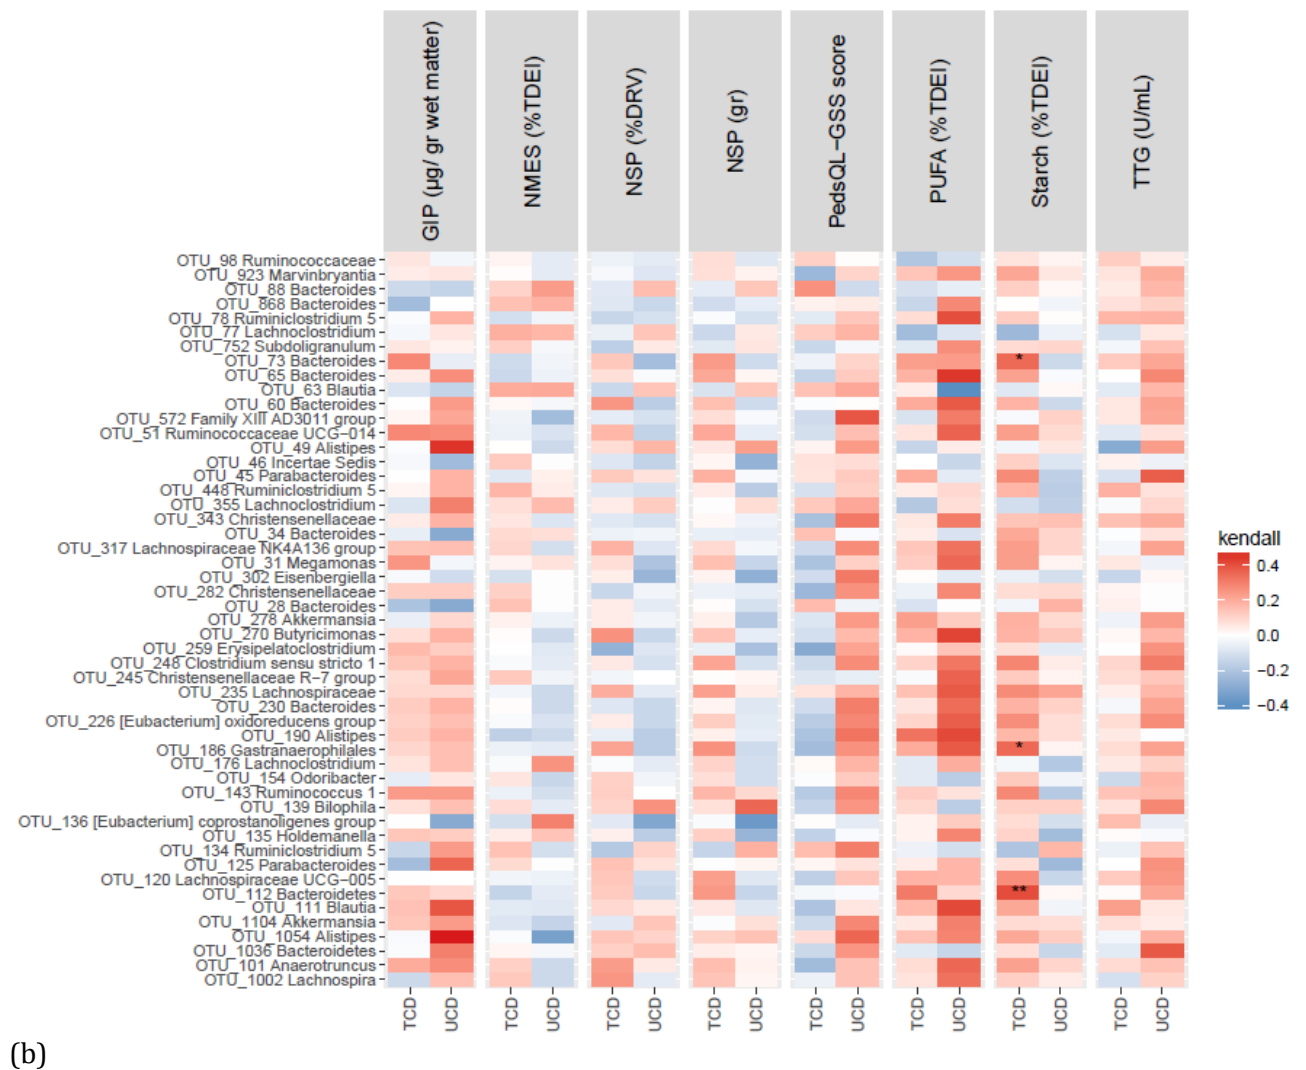 GIP (µg/ gr wet matter)
NMES (%TDEI)
NSP (%DRV)
NSP (gr)
PedsQL−GSS score
PUFA (%TDEI)
Starch (%TDEI)
TTG (U/mL)
OTU_98 Ruminococcaceae
OTU_923 Marvinbryantia
OTU_88 Bacteroides
OTU_868 Bacteroides
OTU_78 Ruminiclostridium 5
OTU_77 Lachnoclostridium
OTU_752 Subdoligranulum
OTU_73 Bacteroides
*
OTU_65 Bacteroides
OTU_63 Blautia
OTU_60 Bacteroides
OTU_572 Family XIII AD3011 group
OTU_51 Ruminococcaceae UCG−014
OTU_49 Alistipes
OTU_46 Incertae Sedis
OTU_45 Parabacteroides
OTU_448 Ruminiclostridium 5
OTU_355 Lachnoclostridium
OTU_343 Christensenellaceae
OTU_34 Bacteroides
OTU_317 Lachnospiraceae NK4A136 group
OTU_31 Megamonas
OTU_302 Eisenbergiella
OTU_282 Christensenellaceae
OTU_28 Bacteroides
OTU_278 Akkermansia
OTU_270 Butyricimonas
OTU_259 Erysipelatoclostridium
OTU_248 Clostridium sensu stricto 1
OTU_245 Christensenellaceae R−7 group
OTU_235 Lachnospiraceae
OTU_230 Bacteroides
OTU_226 [Eubacterium] oxidoreducens group
OTU_190 Alistipes
OTU_186 Gastranaerophilales
*
OTU_176 Lachnoclostridium
OTU_154 Odoribacter
OTU_143 Ruminococcus 1
OTU_139 Bilophila
OTU_136 [Eubacterium] coprostanoligenes group
OTU_135 Holdemanella
OTU_134 Ruminiclostridium 5
OTU_125 Parabacteroides
OTU_120 Lachnospiraceae UCG−005
OTU_112 Bacteroidetes
**
OTU_111 Blautia
OTU_1104 Akkermansia
OTU_1054 Alistipes
OTU_1036 Bacteroidetes
OTU_101 Anaerotruncus
OTU_1002 Lachnospira
TCD UCD TCD UCD TCD UCD TCD UCD TCD UCD TCD UCD TCD UCD TCD UCD
kendall
0.4
0.2
0.0
−0.2
−0.4
(b)